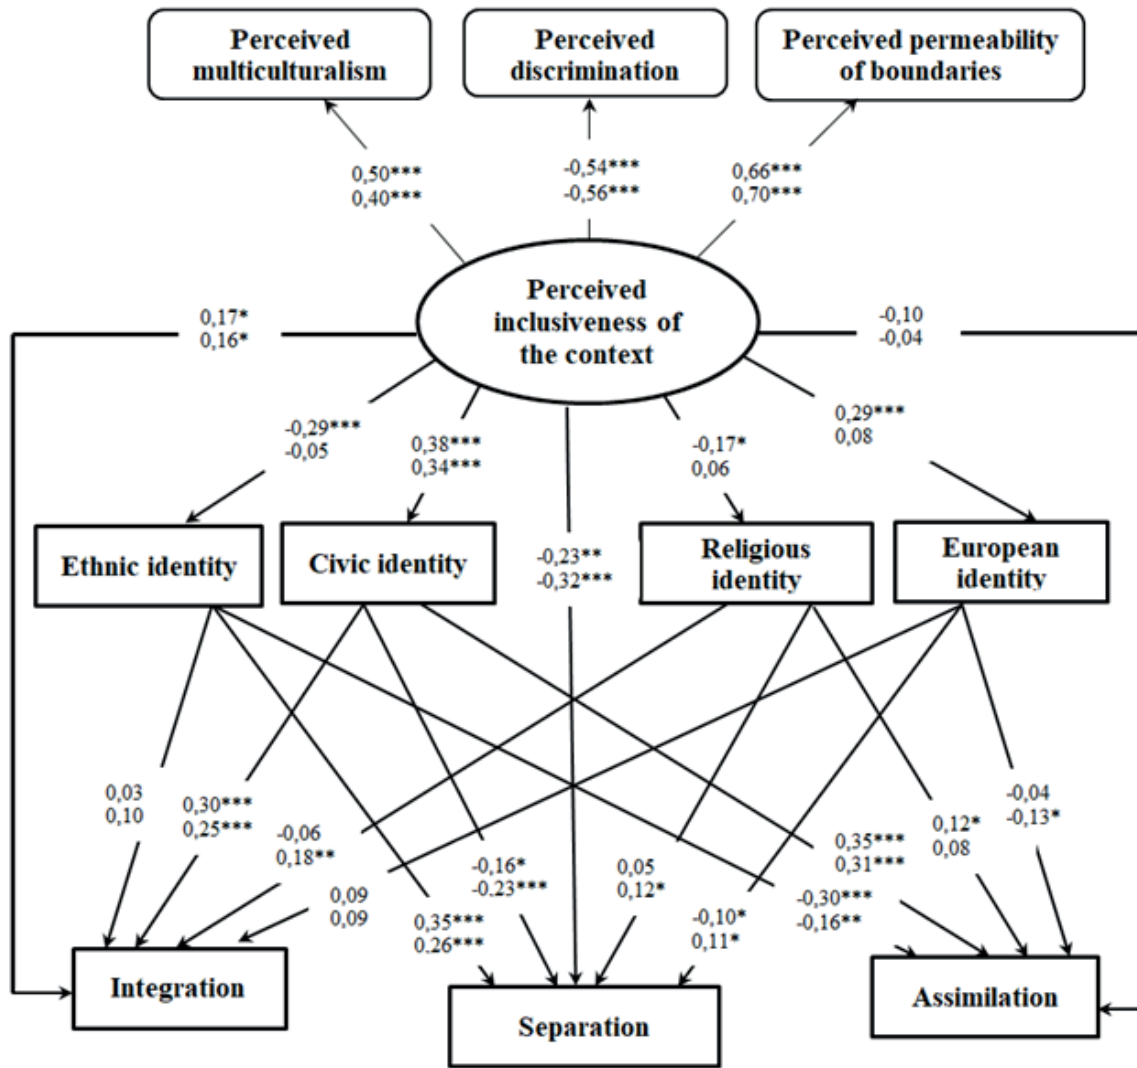 Perceived
multiculturalism
Perceived
discrimination
Perceived permeability
of boundaries
0,50***
0,40***
-0,54***
-0,56***
0,66***
0,70***
Perceived
inclusiveness of
the context
0,17*
0,16*
-0,10
-0,04
-0,29***
-0,05
0,38***
0,34***
-0,17*
0,06
0,29***
0,08
Ethnic identity
Civic identity
-0,23**
-0,32***
Religious
identity
European
identity
0,03
0,10
0,30***
0,25***
-0,06
0,18**
0,09
0,09
0,35***
0,26***
-0,16*
-0,23***
0,05
0,12*
-0,10*
0,11*
0,35***
0,31***
-0,30***
-0,16**
0,12*
0,08
-0,04
-0,13*
Integration
Separation
Assimilation